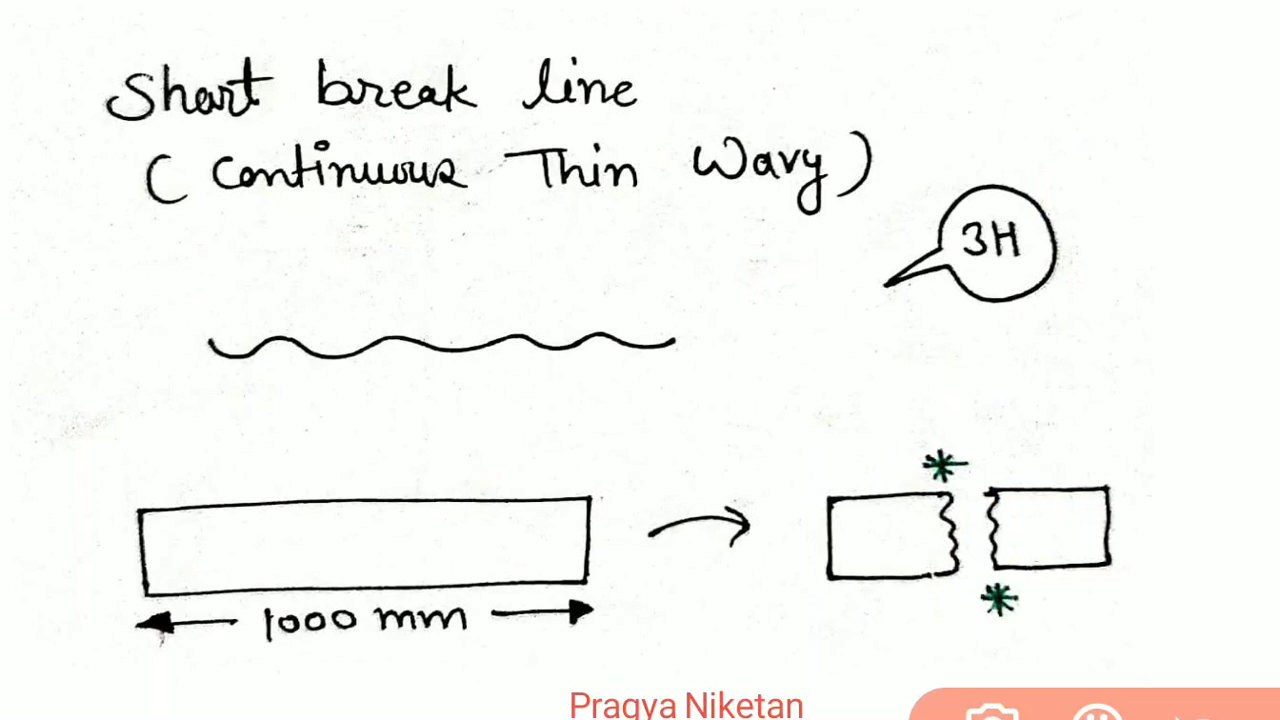 Short break line
( Continuous Thin Wavy )
3H
1000 mm
Pragya Niketan